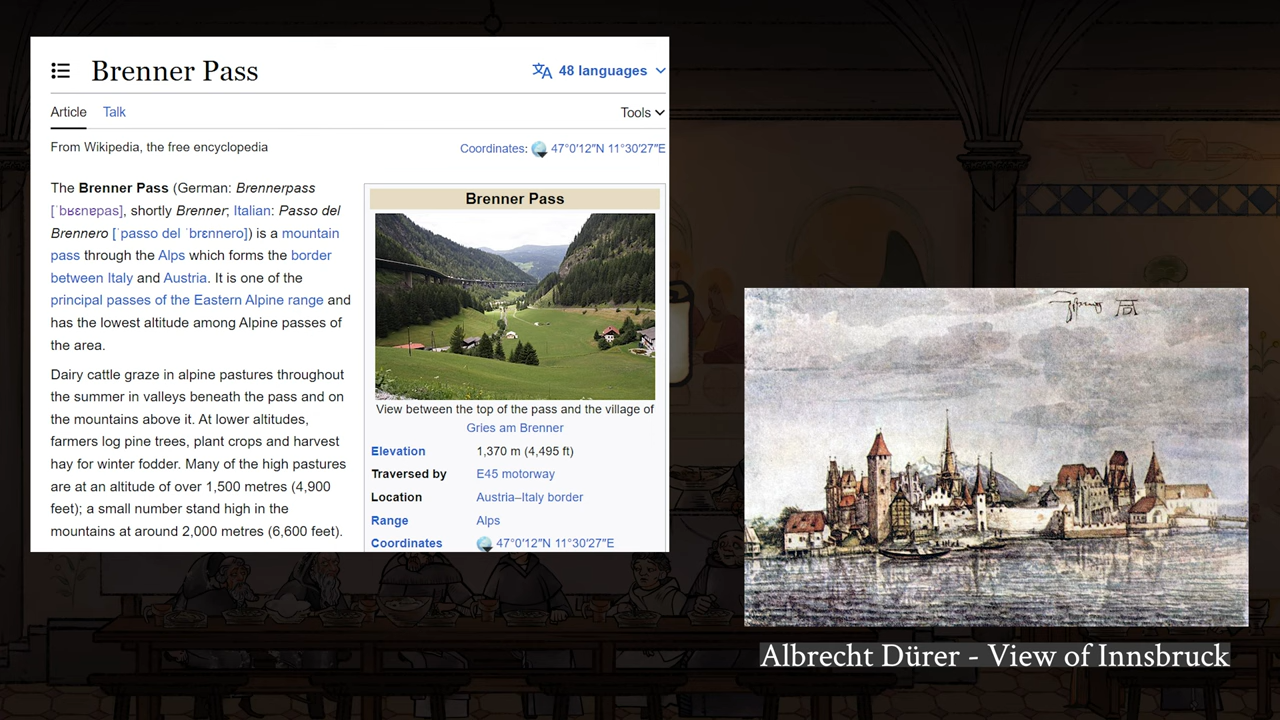 Brenner Pass
48 languages
Article Talk
Tools
From Wikipedia, the free encyclopedia
Coordinates: 47°0′12″N 11°30′27″E
The Brenner Pass (German: Brennerpass
[ˈbʁɛnɐpas], shortly Brenner; Italian: Passo del
Brennero [ˈpasso del ˈbrɛnnero]) is a mountain
pass through the Alps which forms the border
between Italy and Austria. It is one of the
principal passes of the Eastern Alpine range and
has the lowest altitude among Alpine passes of
the area.
Dairy cattle graze in alpine pastures throughout
the summer in valleys beneath the pass and on
the mountains above it. At lower altitudes,
farmers log pine trees, plant crops and harvest
hay for winter fodder. Many of the high pastures
are at an altitude of over 1,500 metres (4,900
feet); a small number stand high in the
mountains at around 2,000 metres (6,600 feet).
Brenner Pass
View between the top of the pass and the village of
Gries am Brenner
Elevation 1,370 m (4,495 ft)
Traversed by E45 motorway
Location Austria–Italy border
Range Alps
Coordinates 47°0′12″N 11°30′27″E
Albrecht Dürer - View of Innsbruck